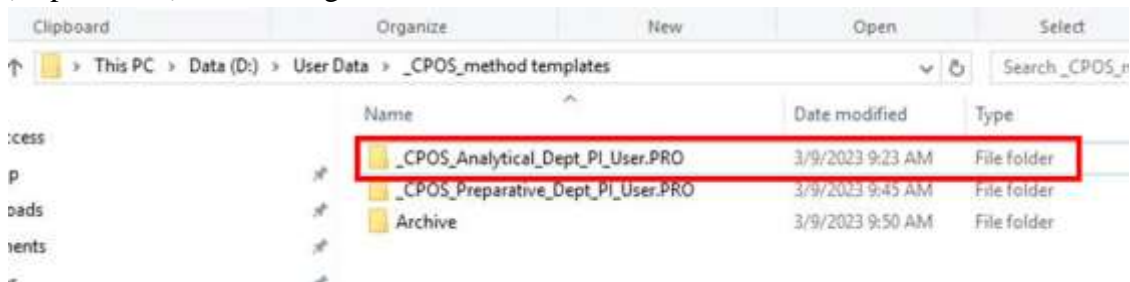 Clipboard Organize New Open Select
This PC > Data (D:) > User Data > _CPOS_method templates Search _CPOS_
Name Date modified Type
_CPOS_Analytical_Dept_PI_User.PRO 3/9/2023 9:23 AM File folder
_CPOS_Preparative_Dept_PI_User.PRO 3/9/2023 9:45 AM File folder
Archive 3/9/2023 9:50 AM File folder
ccess
p
oads
nents